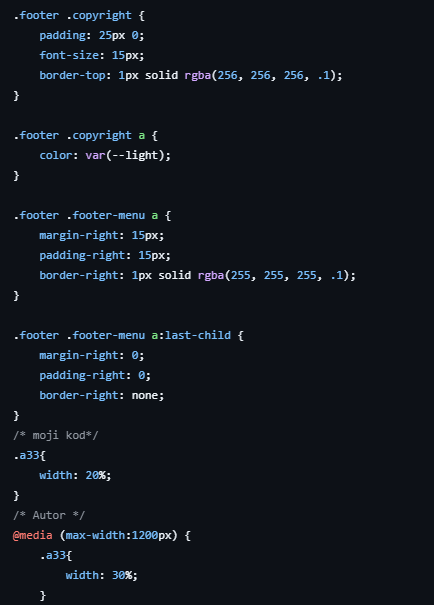 .footer .copyright {
    padding: 25px 0;
    font-size: 15px;
    border-top: 1px solid rgba(256, 256, 256, .1);
}

.footer .copyright a {
    color: var(--light);
}

.footer .footer-menu a {
    margin-right: 15px;
    padding-right: 15px;
    border-right: 1px solid rgba(255, 255, 255, .1);
}

.footer .footer-menu a:last-child {
    margin-right: 0;
    padding-right: 0;
    border-right: none;
}
/* moji kod*/
.a33{
    width: 20%;
}
/* Autor */
@media (max-width:1200px) {
    .a33{
        width: 30%;
    }